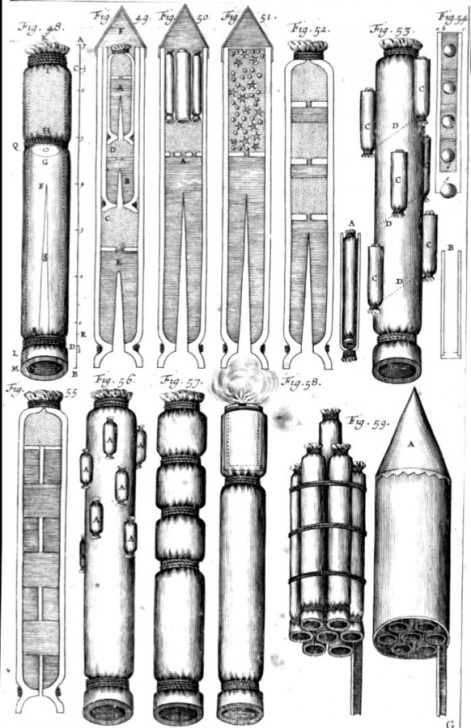 Fig. 48.
Fig 49.
Fig. 50.
Fig. 51.
Fig. 52.
Fig. 53.
Fig. 54
A
C
I
H
Q
G
F
S
K
L
M
R
D
B
F
A
D
B
C
E
A
A
C
C
D
C
D
C
C
D
B
Fig. 55
Fig. 56.
Fig. 57.
Fig. 58.
Fig. 59.
A
A
A
A
A
A
G